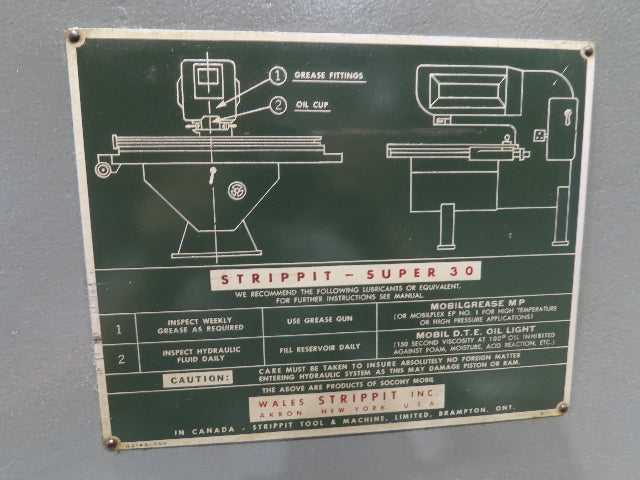 1 GREASE FITTINGS
2 OIL CUP
STRIPPIT - SUPER 30
WE RECOMMEND THE FOLLOWING LUBRICANTS OR EQUIVALENT.
FOR FURTHER INSTRUCTIONS SEE MANUAL.
1 INSPECT WEEKLY
GREASE AS REQUIRED
USE GREASE GUN
MOBILGREASE MP
(OR MOBILPLEX EP NO. 1 FOR HIGH TEMPERATURE
OR HIGH PRESSURE APPLICATIONS)
2 INSPECT HYDRAULIC
FLUID DAILY
FILL RESERVOIR DAILY
MOBIL D.T.E. OIL LIGHT
(150 SECOND VISCOSITY AT 100° OIL INHIBITED
AGAINST FOAM, MOISTURE, ACID REACTION, ETC.)
CAUTION:
CARE MUST BE TAKEN TO INSURE ABSOLUTELY NO FOREIGN MATTER
ENTERING HYDRAULIC SYSTEM AS THIS MAY DAMAGE PISTON OR RAM.
THE ABOVE ARE PRODUCTS OF SOCONY MOBIL
WALES STRIPPIT INC.
AKRON NEW YORK U.S.A.
IN CANADA - STRIPPIT TOOL & MACHINE, LIMITED, BRAMPTON, ONT.